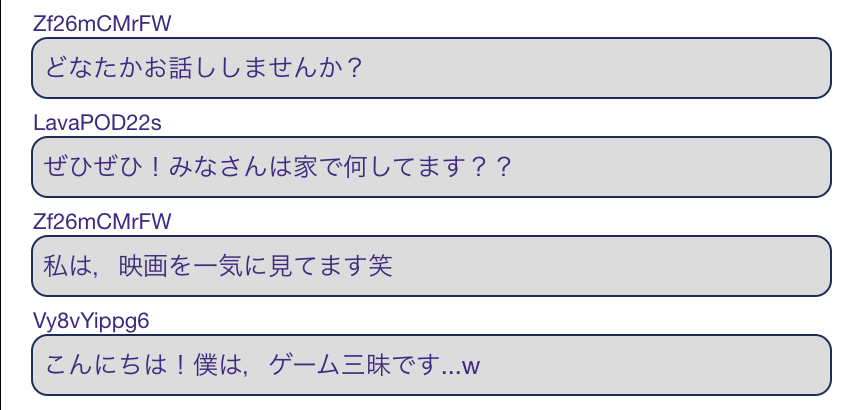 Zf26mCMrFW
どなたかお話ししませんか？
LavaPOD22s
ぜひぜひ！みなさんは家で何してます？？
Zf26mCMrFW
私は，映画を一気に見てます笑
Vy8vYippg6
こんにちは！僕は，ゲーム三昧です...w